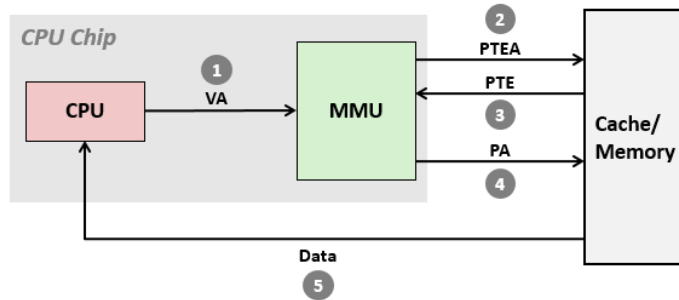 CPU Chip
2
PTEA
1
VA
CPU
MMU
PTE
3
Cache/
Memory
PA
4
Data
5